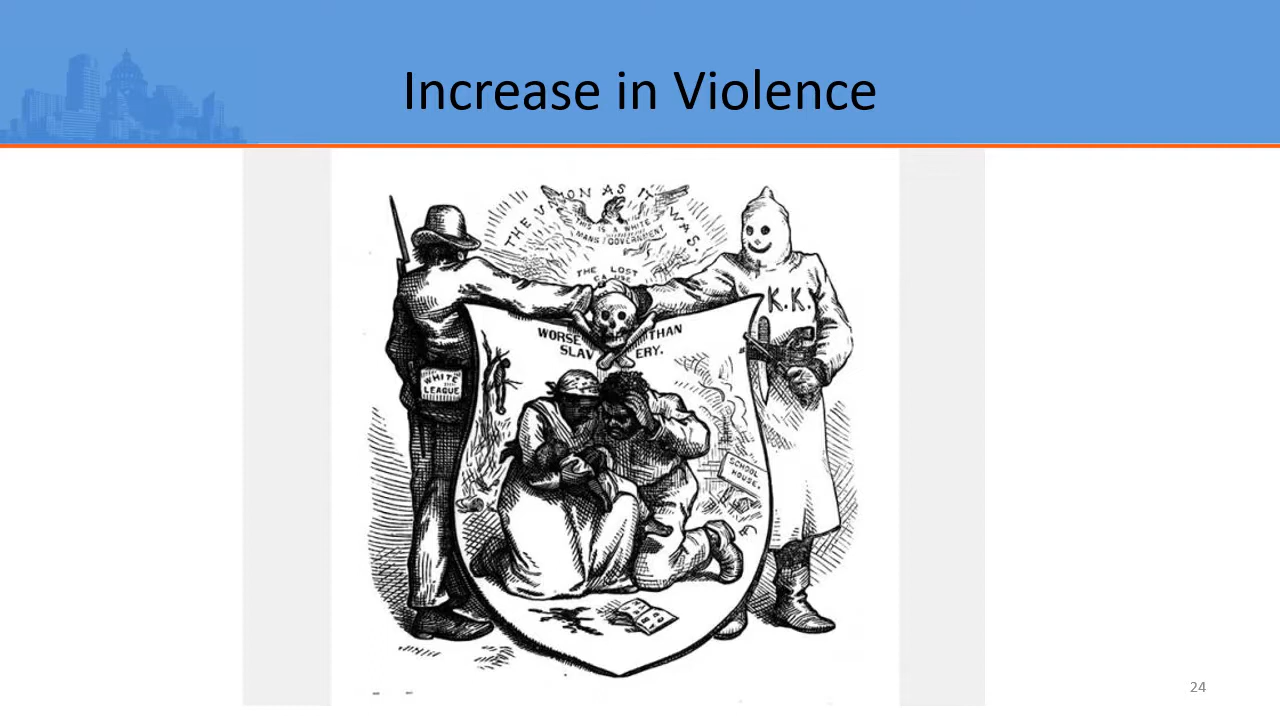 Increase in Violence
THE UNION AS IT WAS.
THIS IS A WHITE
MANS GOVERNMENT
THE LOST
CAUSE
WORSE THAN
SLAVERY.
K.K.
WHITE
LEAGUE
SCHOOL
HOUSE.
24